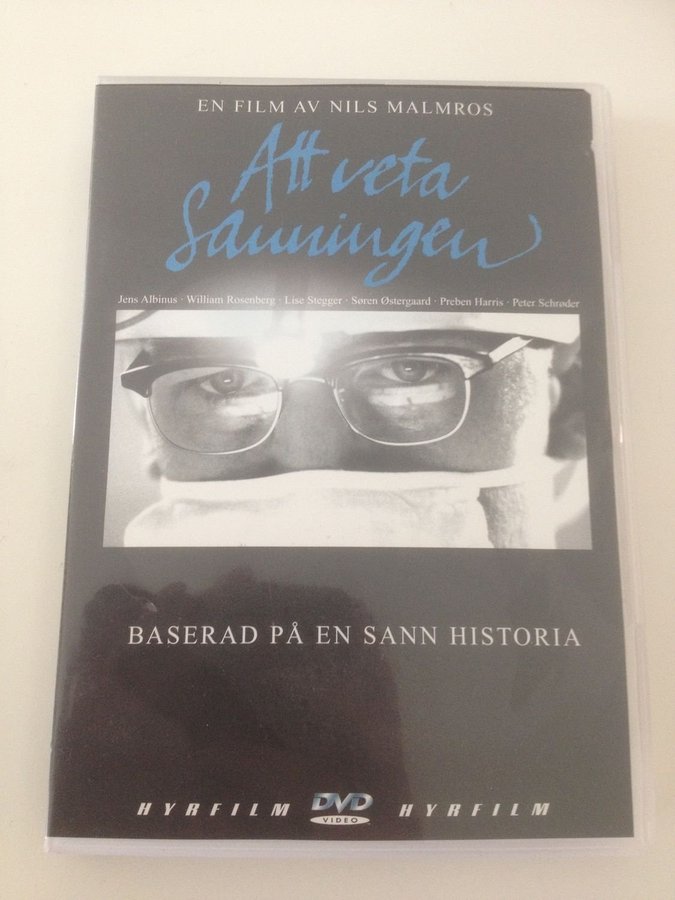 EN FILM AV NILS MALMROS
Att veta
Sanningen
Jens Albinus · William Rosenberg · Lise Stegger · Søren Østergaard · Preben Harris · Peter Schrøder
BASERAD PÅ EN SANN HISTORIA
HYRFILM DVD VIDEO HYRFILM